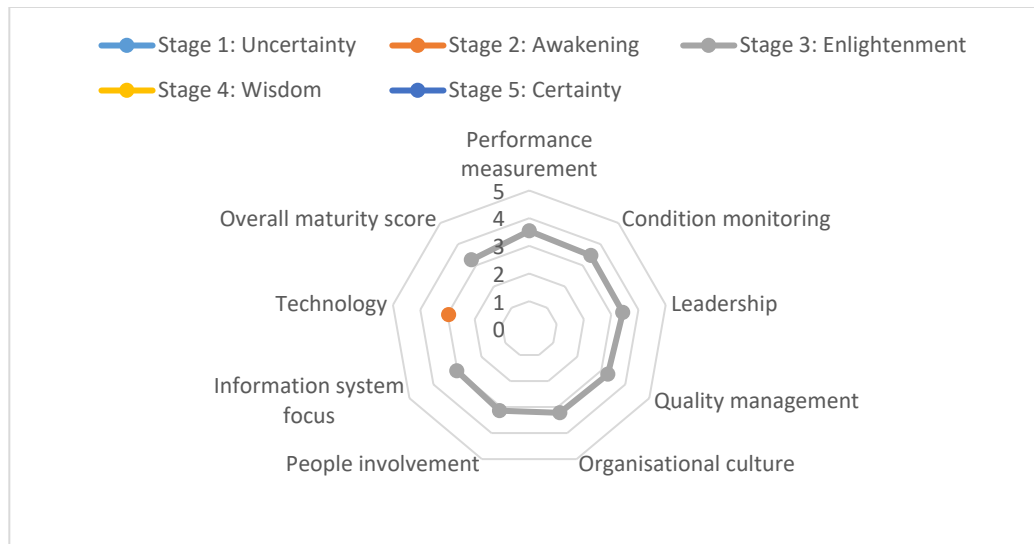 Stage 1: Uncertainty
Stage 2: Awakening
Stage 3: Enlightenment
Stage 4: Wisdom
Stage 5: Certainty
Performance
measurement
5
4
3
2
1
0
Overall maturity score
Condition monitoring
Technology
Leadership
Information system
focus
Quality management
People involvement
Organisational culture